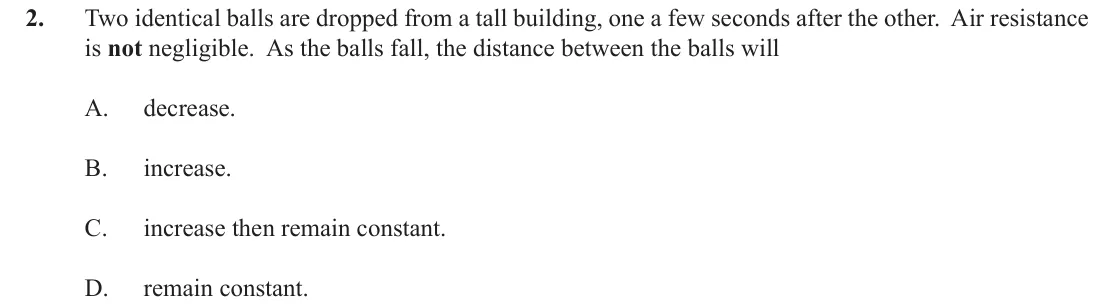 2. Two identical balls are dropped from a tall building, one a few seconds after the other. Air resistance
is not negligible. As the balls fall, the distance between the balls will
A. decrease.
B. increase.
C. increase then remain constant.
D. remain constant.